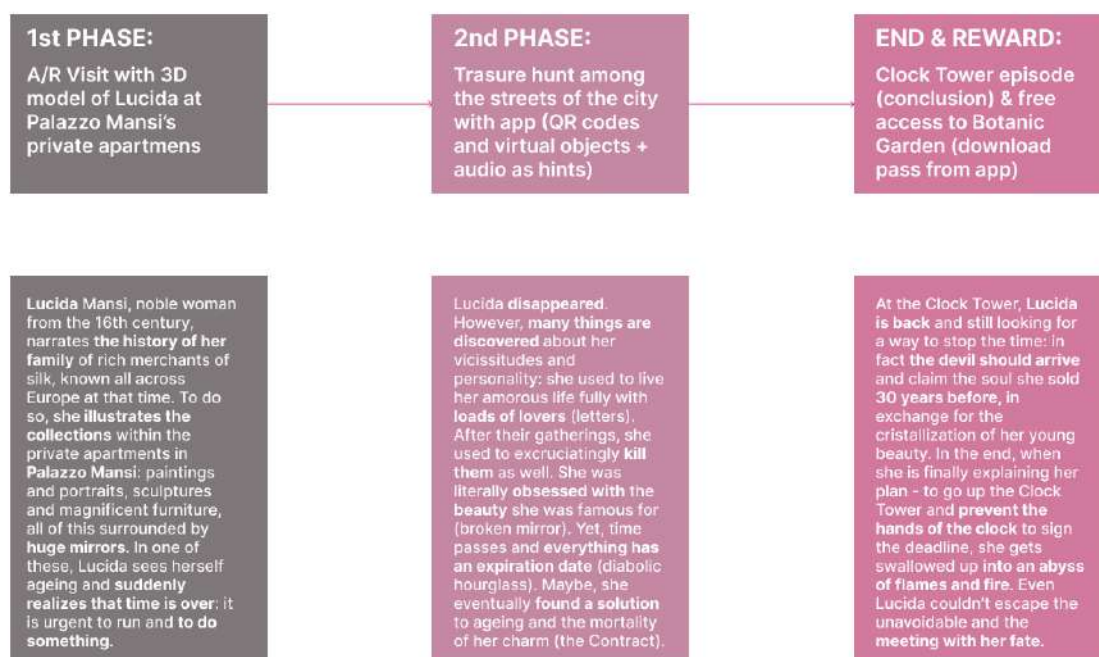 1st PHASE:
A/R Visit with 3D
model of Lucida at
Palazzo Mansi's
private apartmens
2nd PHASE:
Trasure hunt among
the streets of the city
with app (QR codes
and virtual objects +
audio as hints)
END & REWARD:
Clock Tower episode
(conclusion) & free
access to Botanic
Garden (download
pass from app)
Lucida Mansi, noble woman
from the 16th century,
narrates the history of her
family of rich merchants of
silk, known all across
Europe at that time. To do
so, she illustrates the
collections within the
private apartments in
Palazzo Mansi: paintings
and portraits, sculptures
and magnificent furniture,
all of this surrounded by
huge mirrors. In one of
these, Lucida sees herself
ageing and suddenly
realizes that time is over: it
is urgent to run and to do
something.
Lucida disappeared.
However, many things are
discovered about her
vicissitudes and
personality: she used to live
her amorous life fully with
loads of lovers (letters).
After their gatherings, she
used to excruciatingly kill
them as well. She was
literally obsessed with the
beauty she was famous for
(broken mirror). Yet, time
passes and everything has
an expiration date (diabolic
hourglass). Maybe, she
eventually found a solution
to ageing and the mortality
of her charm (the Contract).
At the Clock Tower, Lucida
is back and still looking for
a way to stop the time: in
fact the devil should arrive
and claim the soul she sold
30 years before, in
exchange for the
cristallization of her young
beauty. In the end, when
she is finally explaining her
plan - to go up the Clock
Tower and prevent the
hands of the clock to sign
the deadline, she gets
swallowed up into an abyss
of flames and fire. Even
Lucida couldn't escape the
unavoidable and the
meeting with her fate.